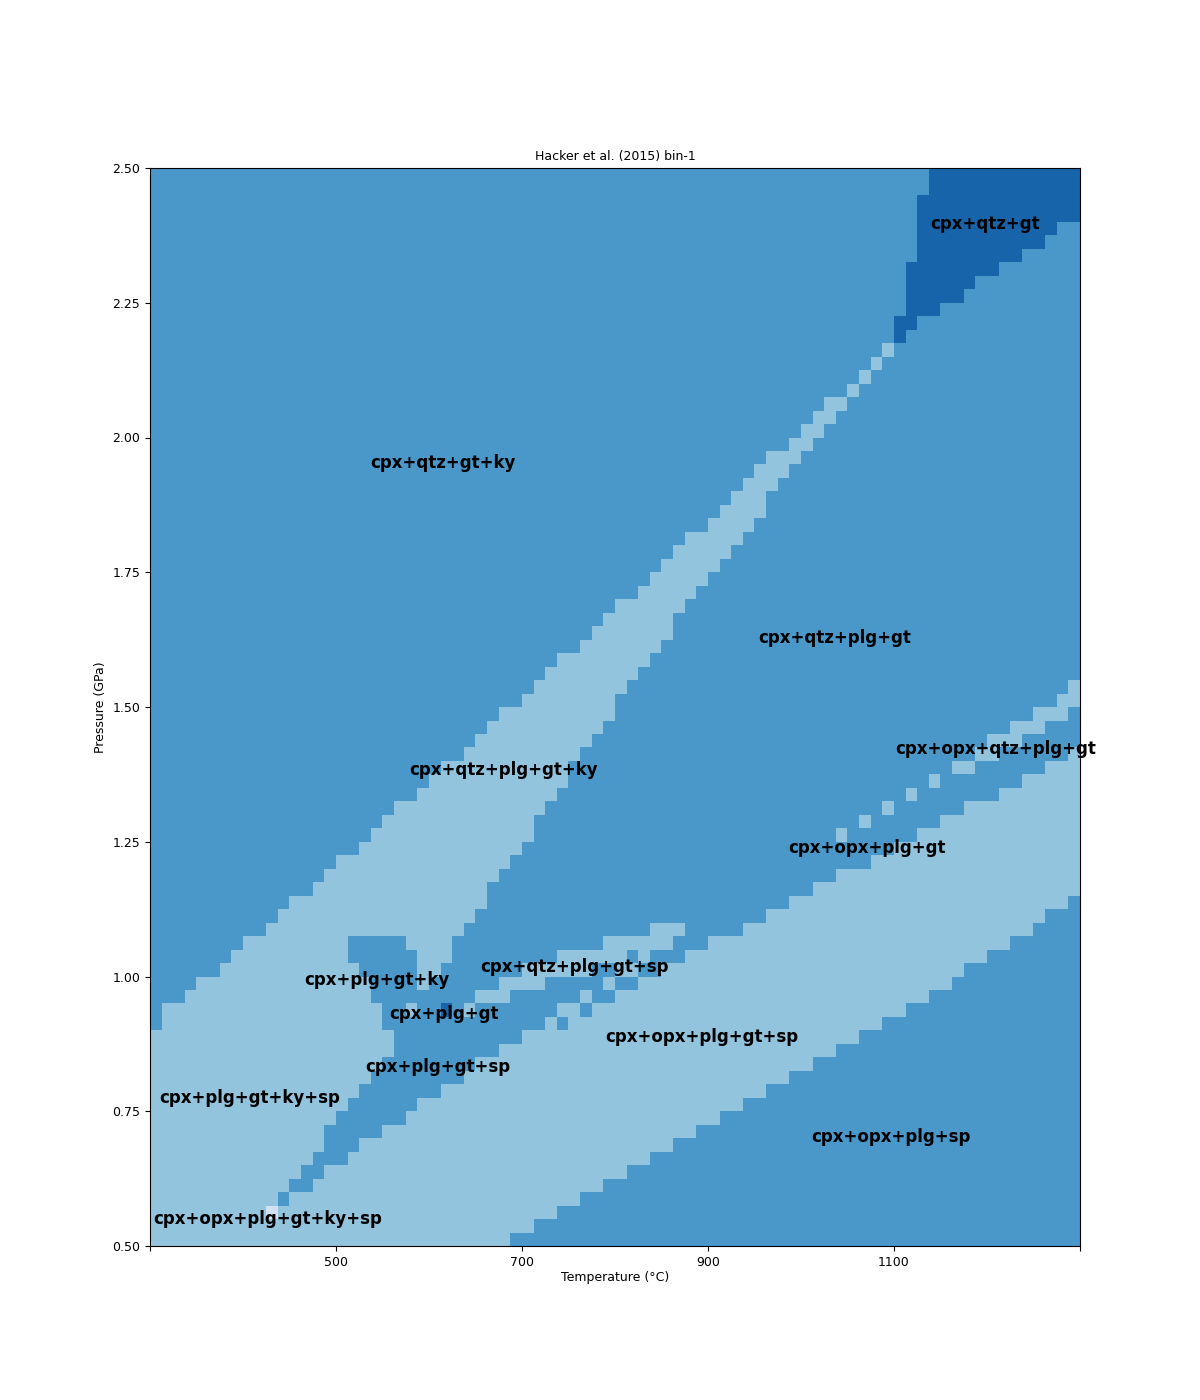 Hacker et al. (2015) bin-1
2.50
cpx+qtz+gt
2.25
2.00
cpx+qtz+gt+ky
1.75
cpx+qtz+plg+gt
Pressure (GPa)
1.50
cpx+opx+qtz+plg+gt
cpx+qtz+plg+gt+ky
1.25
cpx+opx+plg+gt
cpx+qtz+plg+gt+sp
1.00
cpx+plg+gt+ky
cpx+plg+gt
cpx+opx+plg+gt+sp
cpx+plg+gt+sp
cpx+plg+gt+ky+sp
0.75
cpx+opx+plg+sp
cpx+opx+plg+gt+ky+sp
0.50
500 700 900 1100
Temperature (°C)